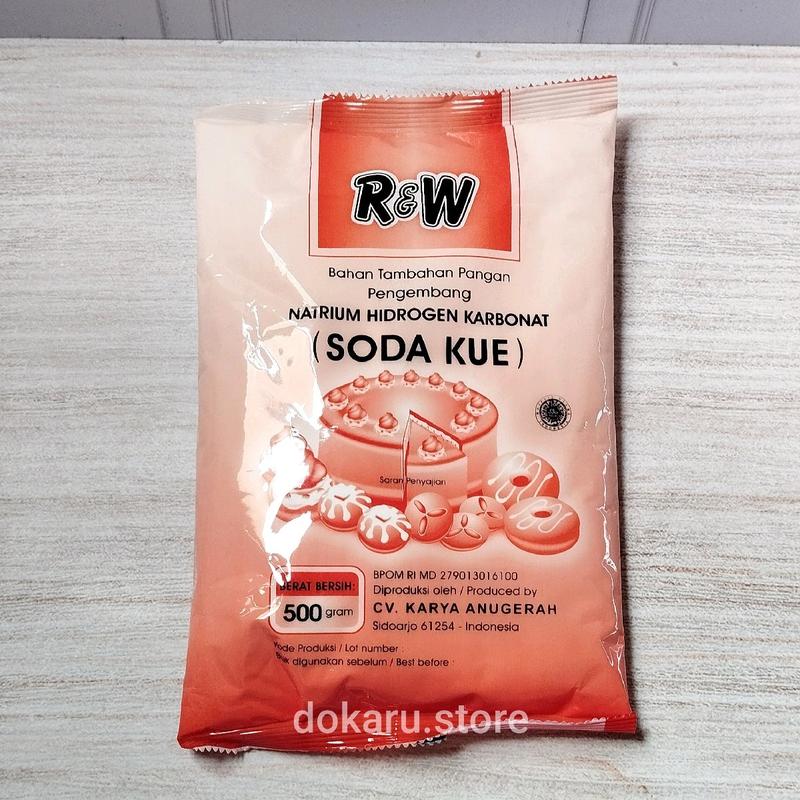 R&W
Bahan Tambahan Pangan
Pengembang
NATRIUM HIDROGEN KARBONAT
(SODA KUE)
Saran Penyajian
BERAT BERSIH:
500 gram
BPOM RI MD 279013016100
Diproduksi oleh / Produced by
CV. KARYA ANUGERAH
Sidoarjo 61254 - Indonesia
Kode Produksi / Lot number :
Baik digunakan sebelum / Best before :
dokaru.store